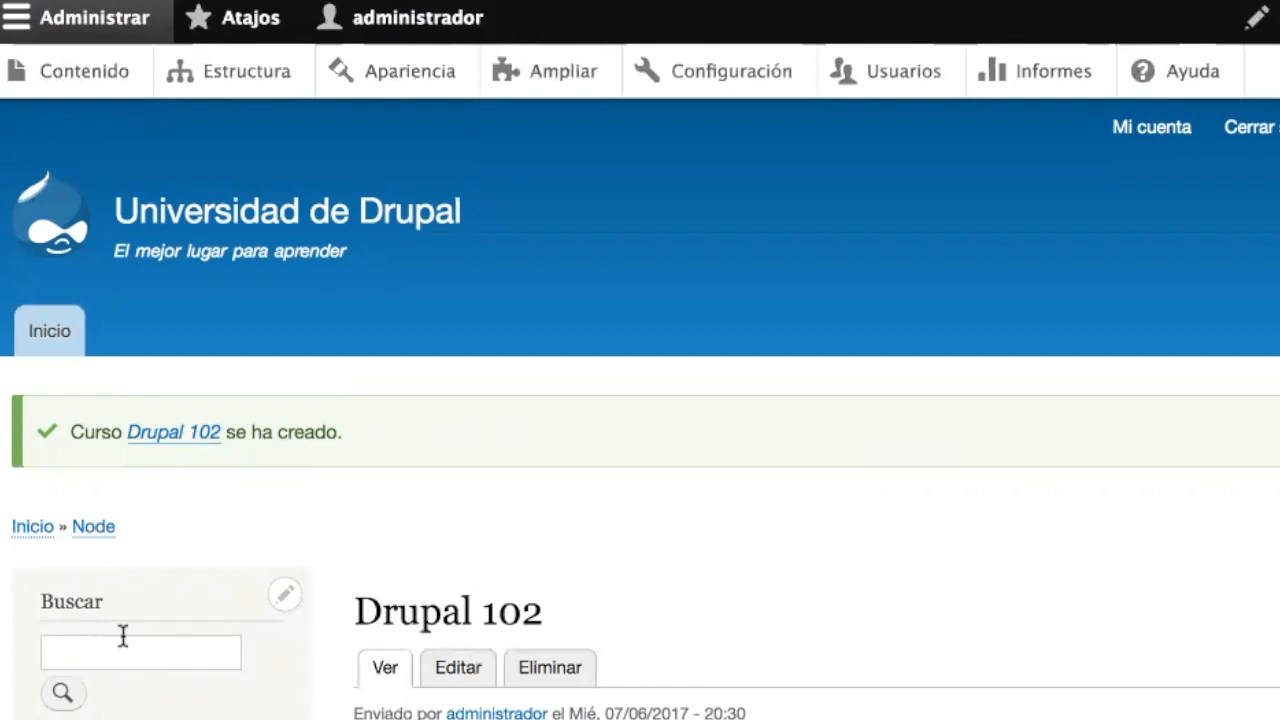 Administrar Atajos administrador
Contenido Estructura Apariencia Ampliar Configuración Usuarios Informes Ayuda
Mi cuenta Cerrar
Universidad de Drupal
El mejor lugar para aprender
Inicio
Curso Drupal 102 se ha creado.
Inicio » Node
Buscar
Drupal 102
Ver Editar Eliminar
Enviado por administrador el Mié, 07/06/2017 - 20:30